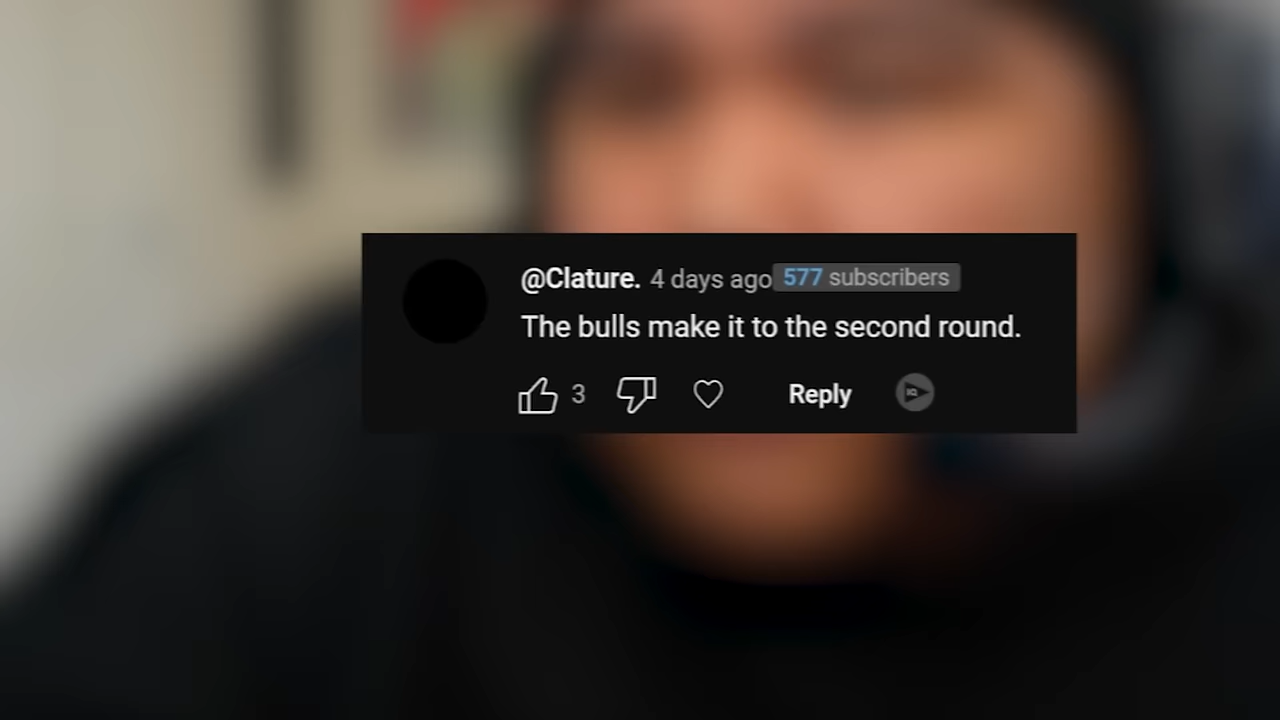 @Clature. 4 days ago 577 subscribers
The bulls make it to the second round.
3 Reply